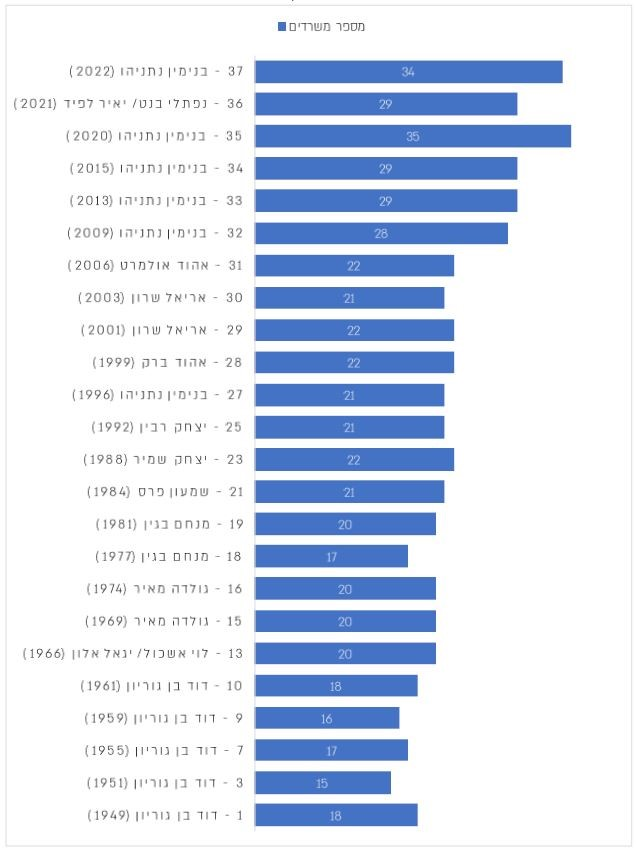 מספר משרדים
37 - בנימין נתניהו (2022)
34
36 - נפתלי בנט/ יאיר לפיד (2021)
29
35 - בנימין נתניהו (2020)
35
34 - בנימין נתניהו (2015)
29
33 - בנימין נתניהו (2013)
29
32 - בנימין נתניהו (2009)
28
31 - אהוד אולמרט (2006)
22
30 - אריאל שרון (2003)
21
29 - אריאל שרון (2001)
22
28 - אהוד ברק (1999)
22
27 - בנימין נתניהו (1996)
21
25 - יצחק רבין (1992)
21
23 - יצחק שמיר (1988)
22
21 - שמעון פרס (1984)
21
19 - מנחם בגין (1981)
20
18 - מנחם בגין (1977)
17
16 - גולדה מאיר (1974)
20
15 - גולדה מאיר (1969)
20
13 - לוי אשכול/ יגאל אלון (1966)
20
10 - דוד בן גוריון (1961)
18
9 - דוד בן גוריון (1959)
16
7 - דוד בן גוריון (1955)
17
3 - דוד בן גוריון (1951)
15
1 - דוד בן גוריון (1949)
18